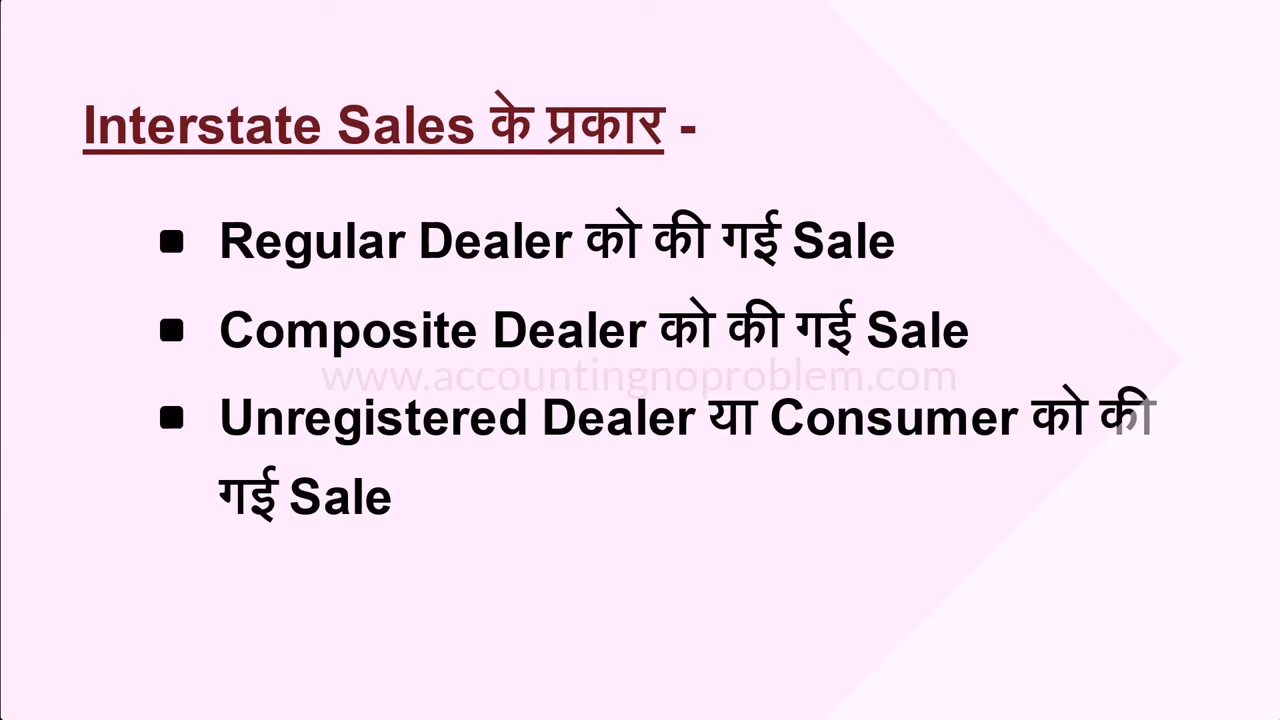 Interstate Sales के प्रकार -
Regular Dealer को की गई Sale
Composite Dealer को की गई Sale
www.accountingnoproblem.com
Unregistered Dealer या Consumer को की
गई Sale